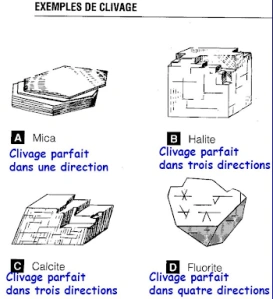 EXEMPLES DE CLIVAGE
A Mica
Clivage parfait
dans une direction
B Halite
Clivage parfait
dans trois directions
C Calcite
Clivage parfait
dans trois directions
D Fluorite
Clivage parfait
dans quatre directions